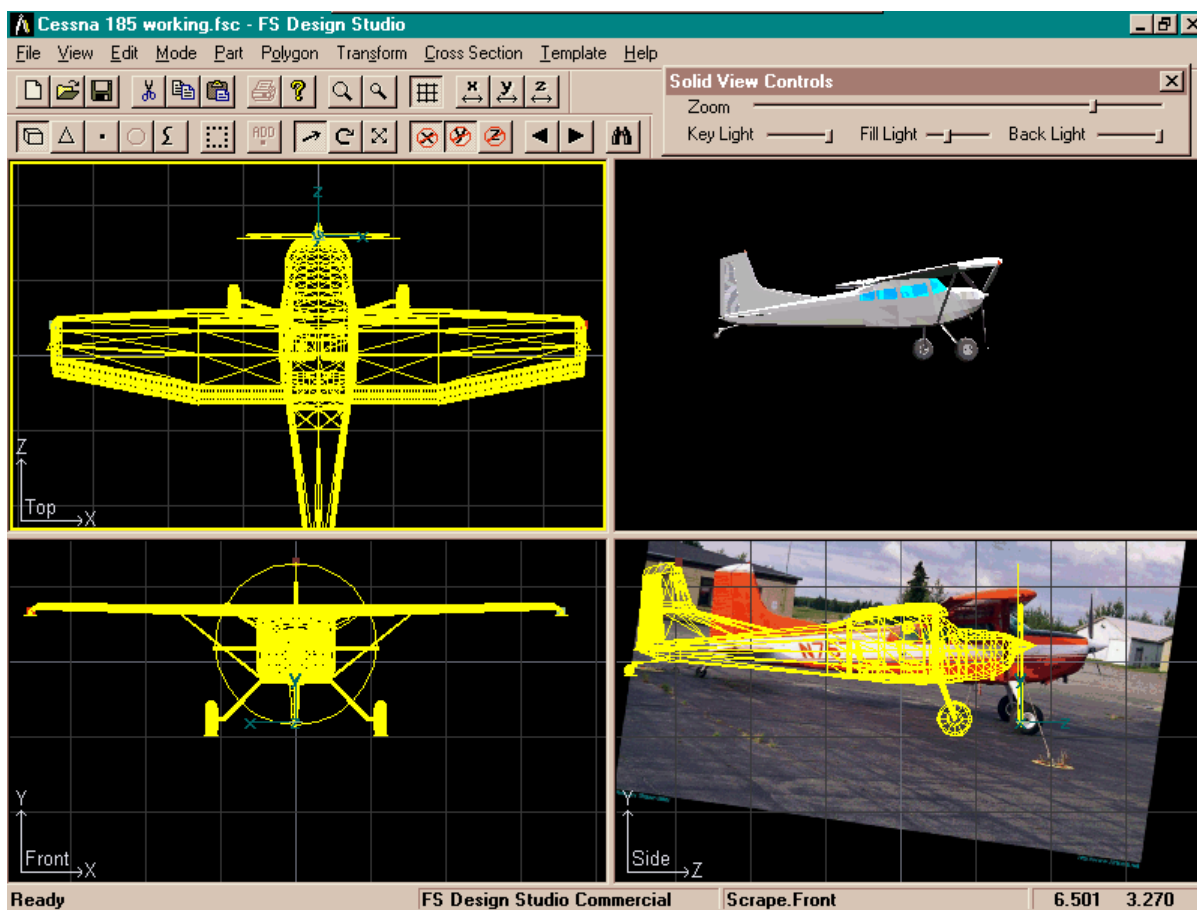 Cessna 185 working.fsc - FS Design Studio
File View Edit Mode Part Polygon Transform Cross Section Template Help
Solid View Controls
Zoom
Key Light Fill Light Back Light
x y z
ADD
x y z
Z
X
Z
Top X
N75
Y
X Z
Y
Z
Y
Front X
Y
Side Z
Ready FS Design Studio Commercial Scrape.Front 6.501 3.270